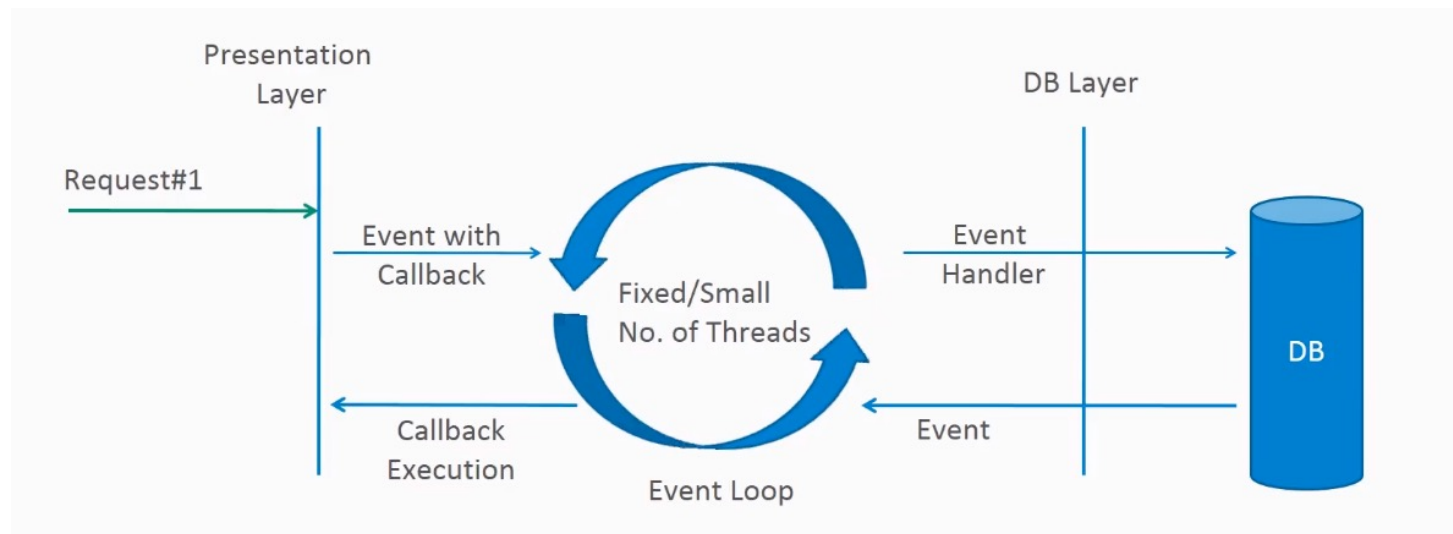 Presentation
Layer
DB Layer
Request#1
Event with
Callback
Event
Handler
Fixed/Small
No. of Threads
DB
Callback
Execution
Event
Event Loop